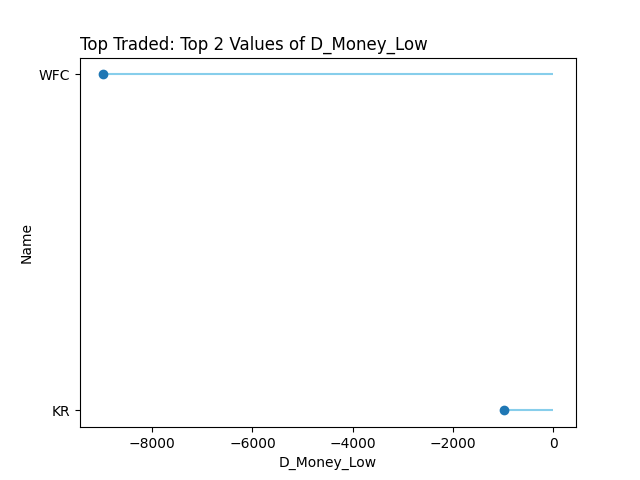 Top Traded: Top 2 Values of D_Money_Low
WFC
Name
KR
−8000 −6000 −4000 −2000 0
D_Money_Low